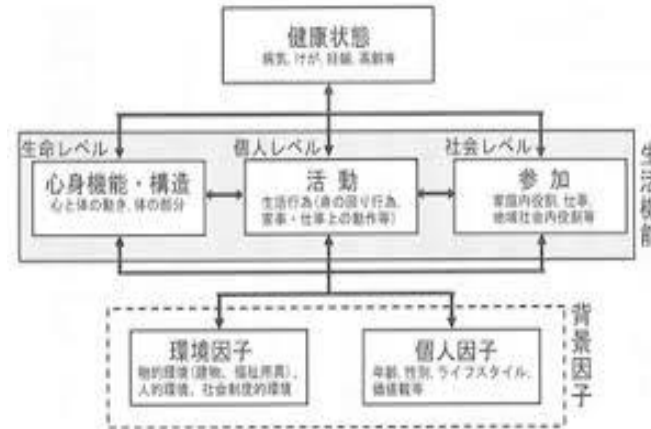 健康状態
病気, けが, 妊娠, 高齢等
生命レベル
個人レベル
社会レベル
心身機能・構造
心と体の動き, 体の部分
活動
生活行為(身の回り行為,
家事・仕事上の動作等)
参加
家庭内役割, 仕事,
地域社会内役割等
生活機能
環境因子
物的環境(建物、福祉用具),
人的環境, 社会制度的環境
個人因子
年齢, 性別, ライフスタイル,
価値観等
背景因子